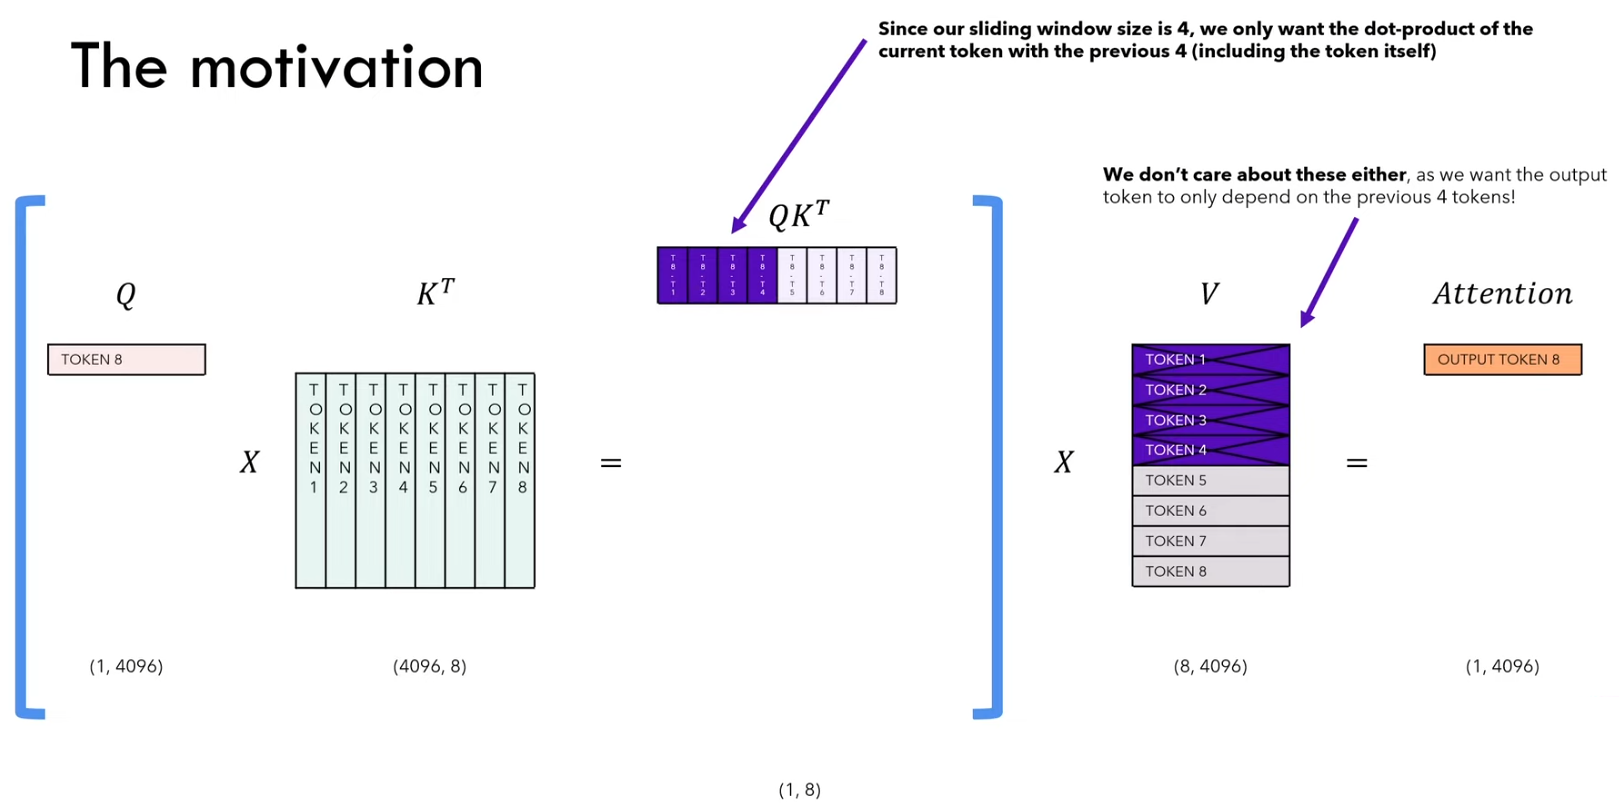 The motivation
Since our sliding window size is 4, we only want the dot-product of the
current token with the previous 4 (including the token itself)
We don't care about these either, as we want the output
token to only depend on the previous 4 tokens!
Q
K^T
QK^T
V
Attention
TOKEN 8
X
TOKEN 1
TOKEN 2
TOKEN 3
TOKEN 4
TOKEN 5
TOKEN 6
TOKEN 7
TOKEN 8
=
T8-T1
T8-T2
T8-T3
T8-T4
T8-T5
T8-T6
T8-T7
T8-T8
X
TOKEN 1
TOKEN 2
TOKEN 3
TOKEN 4
TOKEN 5
TOKEN 6
TOKEN 7
TOKEN 8
=
OUTPUT TOKEN 8
(1, 4096)
(4096, 8)
(8, 4096)
(1, 4096)
(1, 8)